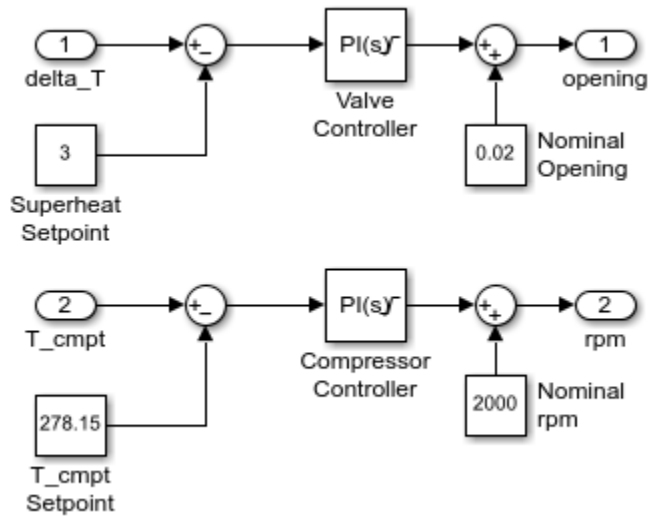 1
delta_T
+
−
PI(s)
Valve
Controller
+
+
1
opening
3
Superheat
Setpoint
0.02
Nominal
Opening
2
T_cmpt
+
−
PI(s)
Compressor
Controller
+
+
2
rpm
278.15
T_cmpt
Setpoint
2000
Nominal
rpm